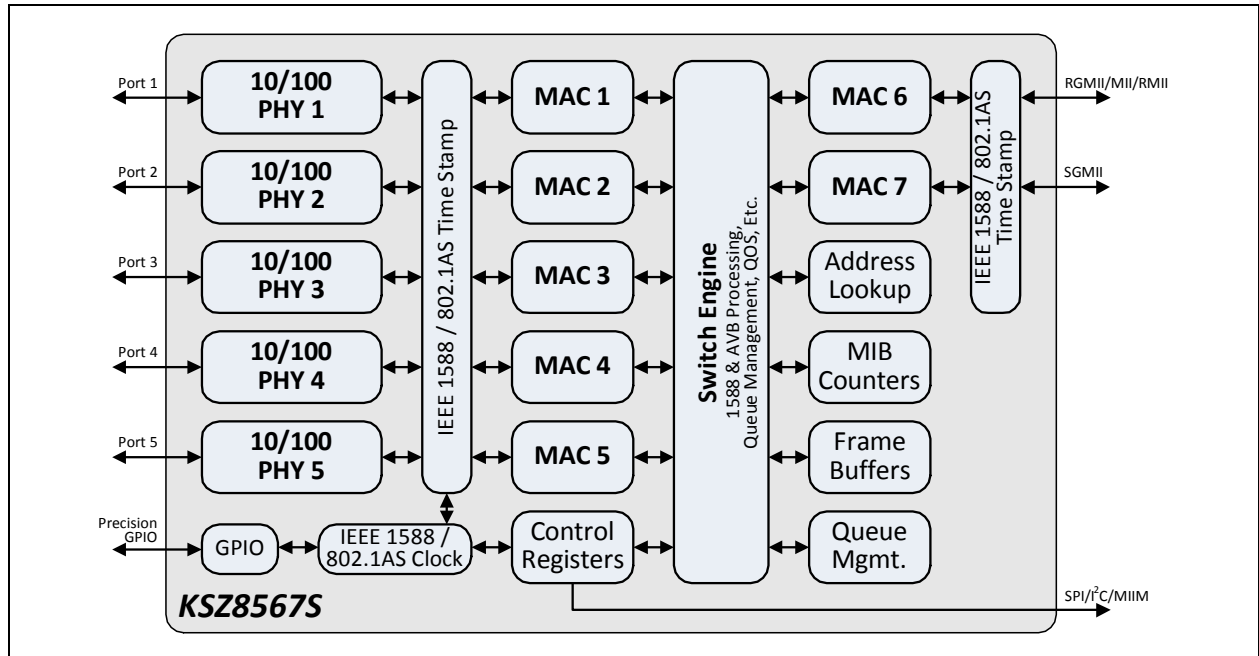 Port 1
10/100
PHY 1
MAC 1
MAC 6
RGMII/MII/RMII
Port 2
10/100
PHY 2
MAC 2
MAC 7
SGMII
IEEE 1588 / 802.1AS Time Stamp
Switch Engine
1588 & AVB Processing,
Queue Management, QOS, Etc.
IEEE 1588 / 802.1AS
Time Stamp
Port 3
10/100
PHY 3
MAC 3
Address
Lookup
Port 4
10/100
PHY 4
MAC 4
MIB
Counters
Port 5
10/100
PHY 5
MAC 5
Frame
Buffers
Precision
GPIO
GPIO
IEEE 1588 /
802.1AS Clock
Control
Registers
Queue
Mgmt.
KSZ8567S
SPI/I²C/MIIM